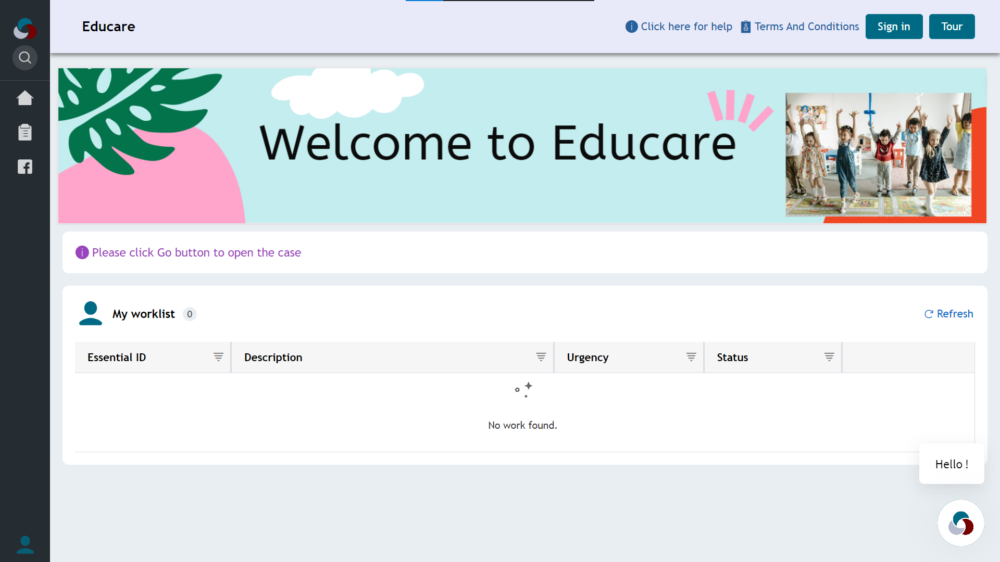 Educare
Click here for help
Terms And Conditions
Sign in
Tour
Welcome to Educare
Please click Go button to open the case
My worklist 0
Refresh
Essential ID
Description
Urgency
Status
No work found.
Hello !